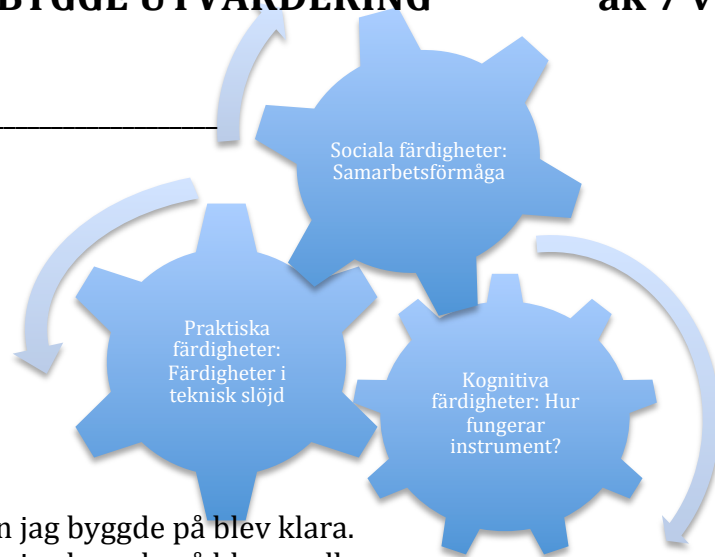 BYGGE UTVÄRDERING
åk 7 V
Sociala färdigheter:
Samarbetsförmåga
Praktiska
färdigheter:
Färdigheter i
teknisk slöjd
Kognitiva
färdigheter: Hur
fungerar
instrument?
n jag byggde på blev klara.